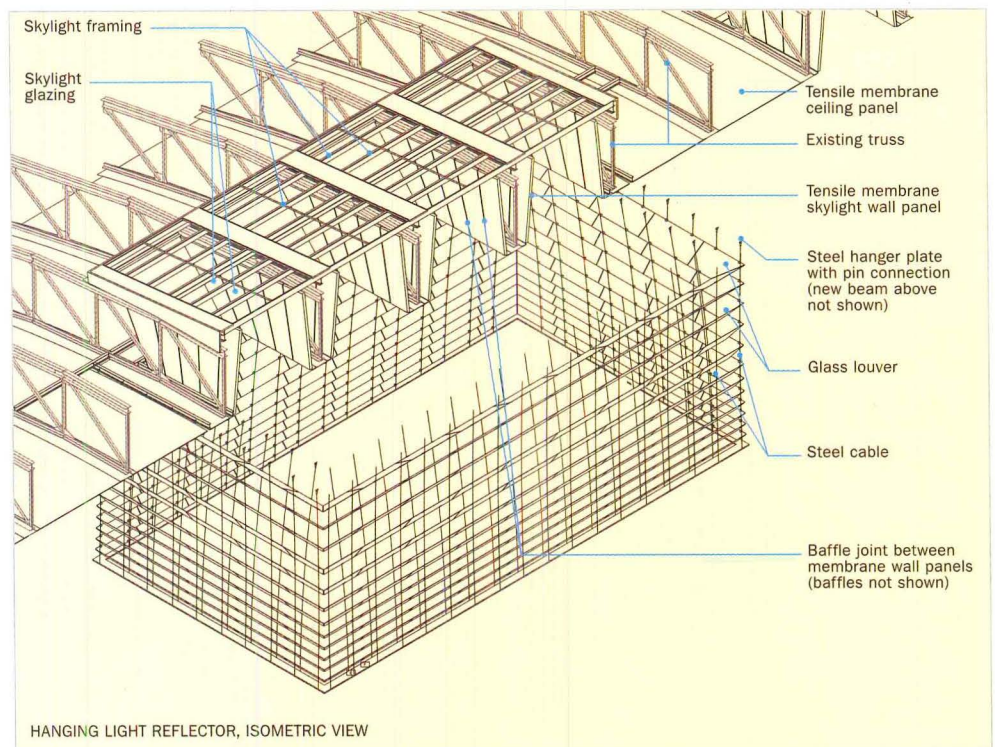 Skylight framing
Skylight
glazing
Tensile membrane
ceiling panel
Existing truss
Tensile membrane
skylight wall panel
Steel hanger plate
with pin connection
(new beam above
not shown)
Glass louver
Steel cable
Baffle joint between
membrane wall panels
(baffles not shown)
HANGING LIGHT REFLECTOR, ISOMETRIC VIEW